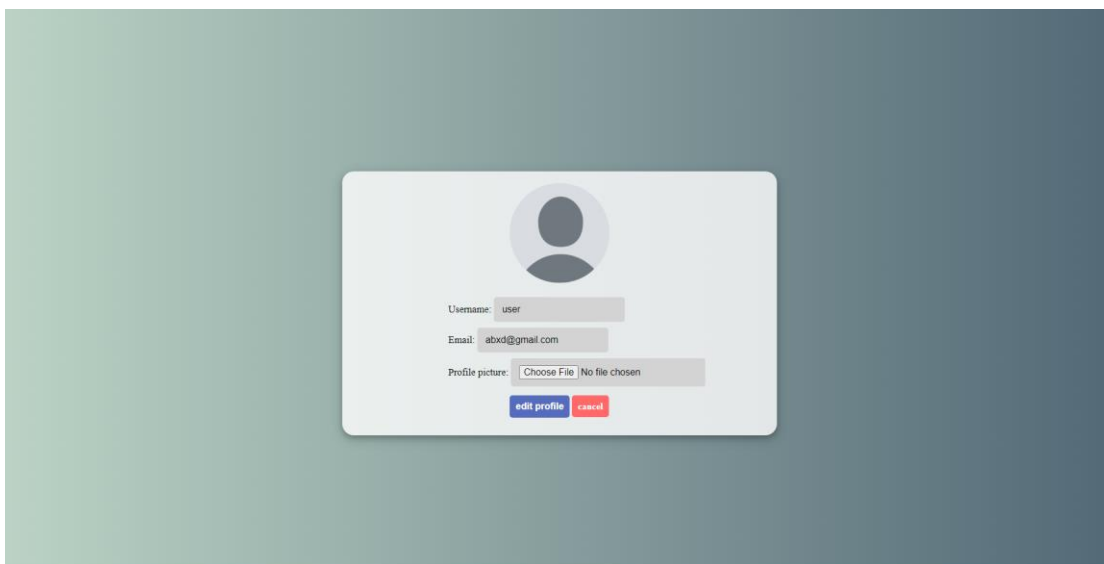 Username: user
Email: abxd@gmail.com
Profile picture: Choose File No file chosen
edit profile cancel